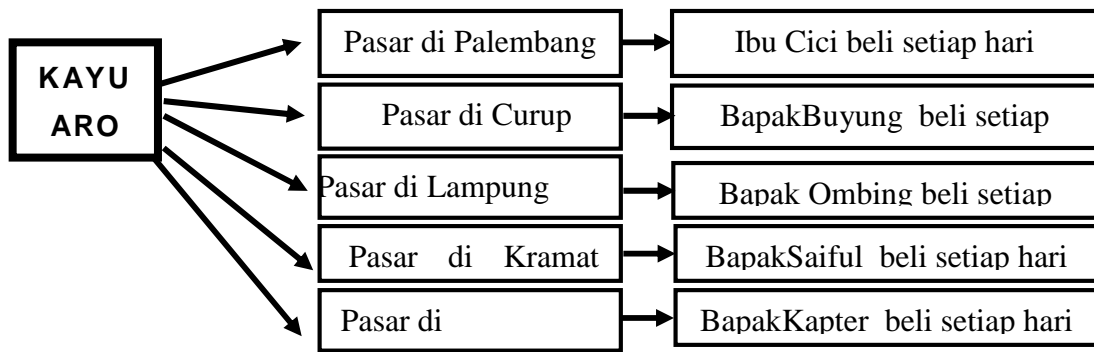 KAYU
ARO
Pasar di Palembang
Ibu Cici beli setiap hari
Pasar di Curup
BapakBuyung beli setiap
Pasar di Lampung
Bapak Ombing beli setiap
Pasar di Kramat
BapakSaiful beli setiap hari
Pasar di
BapakKapter beli setiap hari